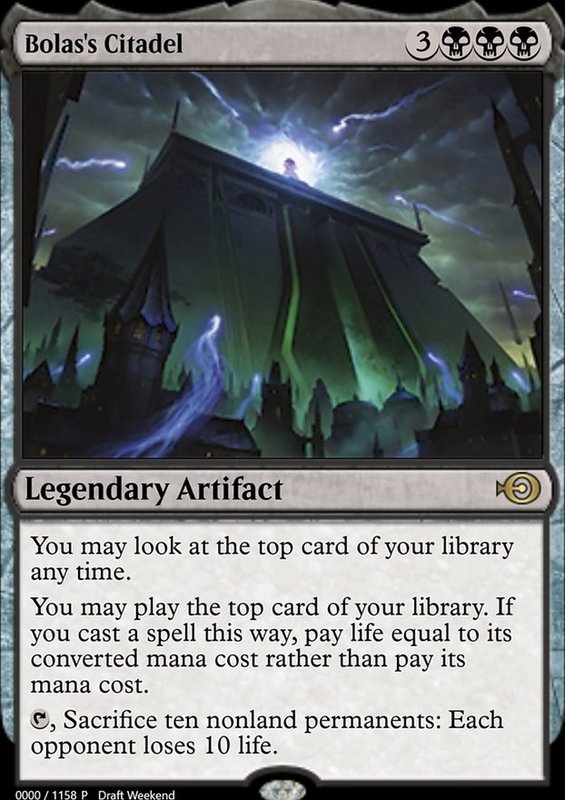 Bolas's Citadel 3
Legendary Artifact
You may look at the top card of your library
any time.
You may play the top card of your library. If
you cast a spell this way, pay life equal to its
converted mana cost rather than pay its
mana cost.
, Sacrifice ten nonland permanents: Each
opponent loses 10 life.
0000 / 1158 P Draft Weekend